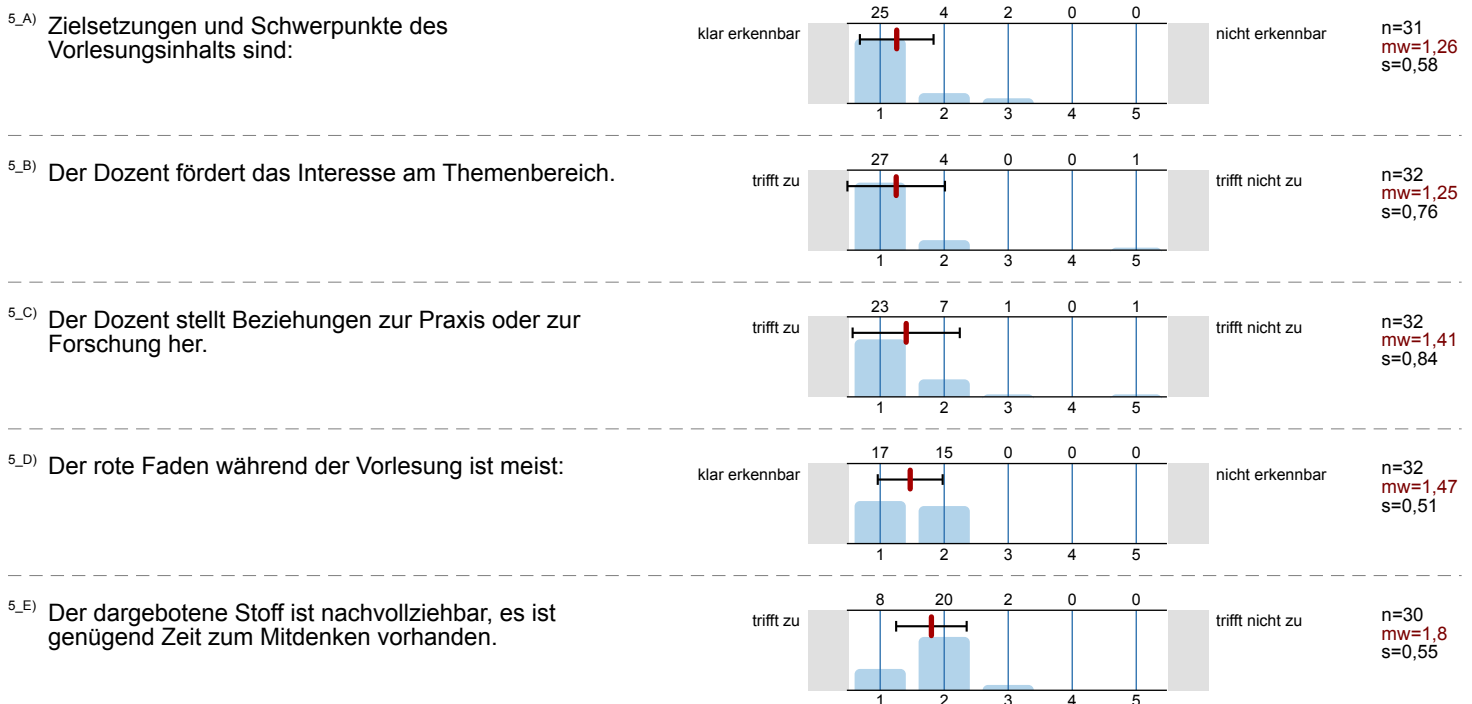 5_A) Zielsetzungen und Schwerpunkte des
Vorlesungsinhalts sind:
25 4 2 0 0
klar erkennbar
nicht erkennbar
n=31
mw=1,26
s=0,58
1 2 3 4 5
5_B) Der Dozent fördert das Interesse am Themenbereich.
27 4 0 0 1
trifft zu
trifft nicht zu
n=32
mw=1,25
s=0,76
1 2 3 4 5
5_C) Der Dozent stellt Beziehungen zur Praxis oder zur
Forschung her.
23 7 1 0 1
trifft zu
trifft nicht zu
n=32
mw=1,41
s=0,84
1 2 3 4 5
5_D) Der rote Faden während der Vorlesung ist meist:
17 15 0 0 0
klar erkennbar
nicht erkennbar
n=32
mw=1,47
s=0,51
1 2 3 4 5
5_E) Der dargebotene Stoff ist nachvollziehbar, es ist
genügend Zeit zum Mitdenken vorhanden.
8 20 2 0 0
trifft zu
trifft nicht zu
n=30
mw=1,8
s=0,55
1 2 3 4 5